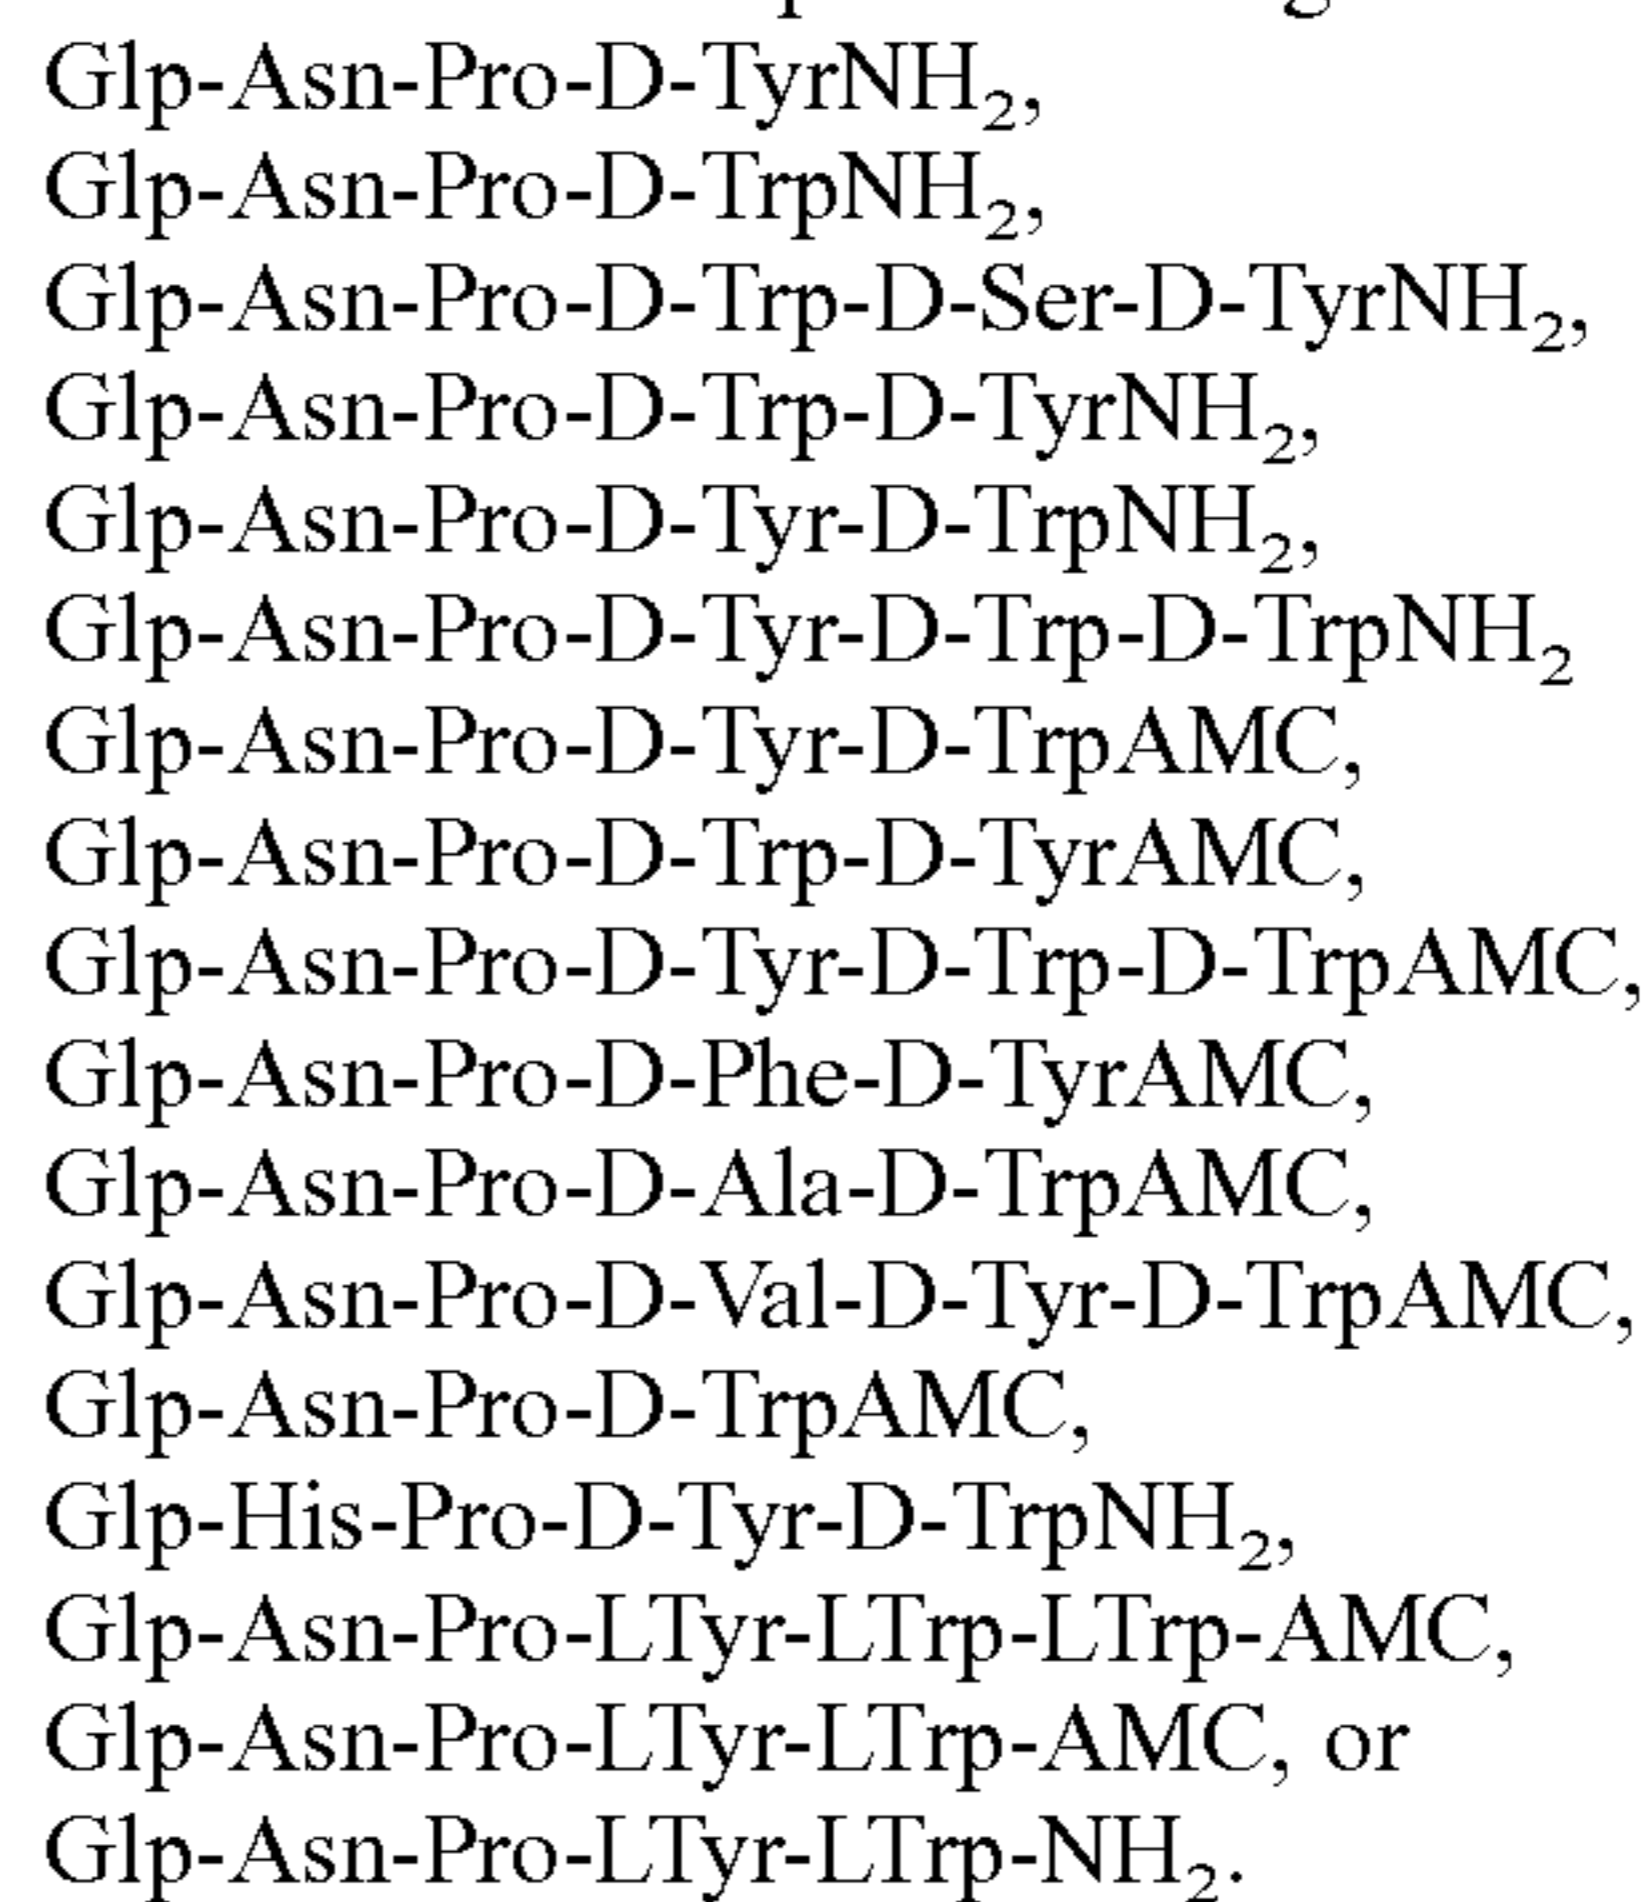 Glp-Asn-Pro-D-TyrNH₂,
Glp-Asn-Pro-D-TrpNH₂,
Glp-Asn-Pro-D-Trp-D-Ser-D-TyrNH₂,
Glp-Asn-Pro-D-Trp-D-TyrNH₂,
Glp-Asn-Pro-D-Tyr-D-TrpNH₂,
Glp-Asn-Pro-D-Tyr-D-Trp-D-TrpNH₂
Glp-Asn-Pro-D-Tyr-D-TrpAMC,
Glp-Asn-Pro-D-Trp-D-TyrAMC,
Glp-Asn-Pro-D-Tyr-D-Trp-D-TrpAMC,
Glp-Asn-Pro-D-Phe-D-TyrAMC,
Glp-Asn-Pro-D-Ala-D-TrpAMC,
Glp-Asn-Pro-D-Val-D-Tyr-D-TrpAMC,
Glp-Asn-Pro-D-TrpAMC,
Glp-His-Pro-D-Tyr-D-TrpNH₂,
Glp-Asn-Pro-LTyr-LTrp-LTrp-AMC,
Glp-Asn-Pro-LTyr-LTrp-AMC, or
Glp-Asn-Pro-LTyr-LTrp-NH₂.